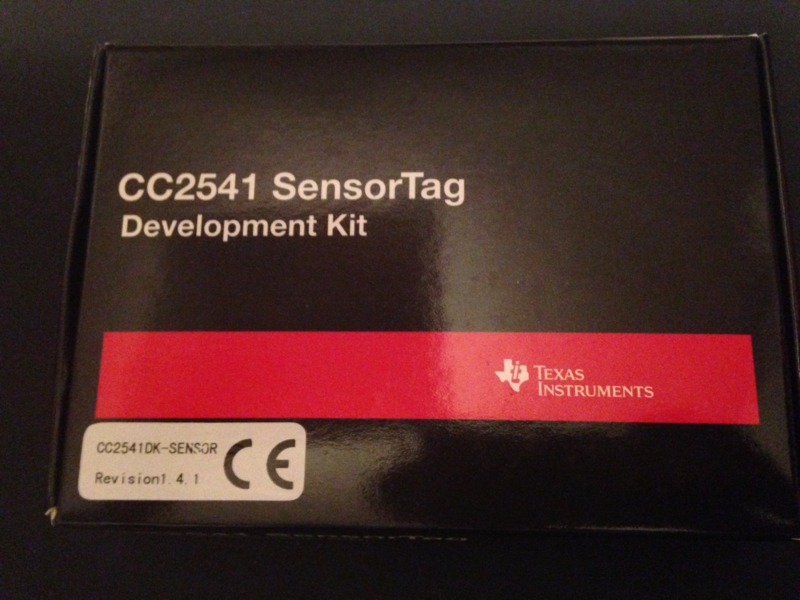 CC2541 SensorTag
Development Kit
TEXAS
INSTRUMENTS
CC2541DK-SENSOR
Revision1.4.1
CE